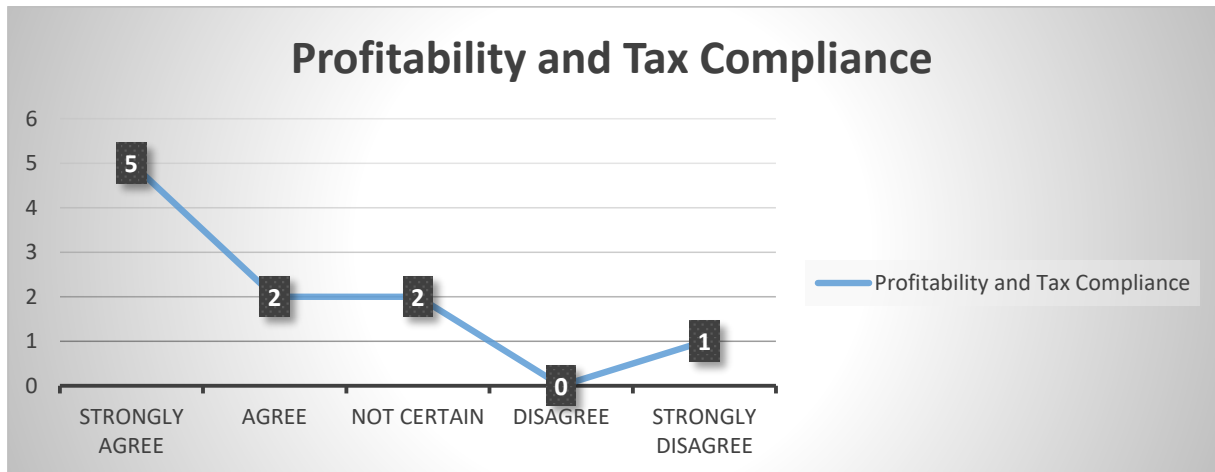 Profitability and Tax Compliance
6
5
4
3
2
1
0
5
2
2
0
1
STRONGLY
AGREE
AGREE
NOT CERTAIN
DISAGREE
STRONGLY
DISAGREE
Profitability and Tax Compliance